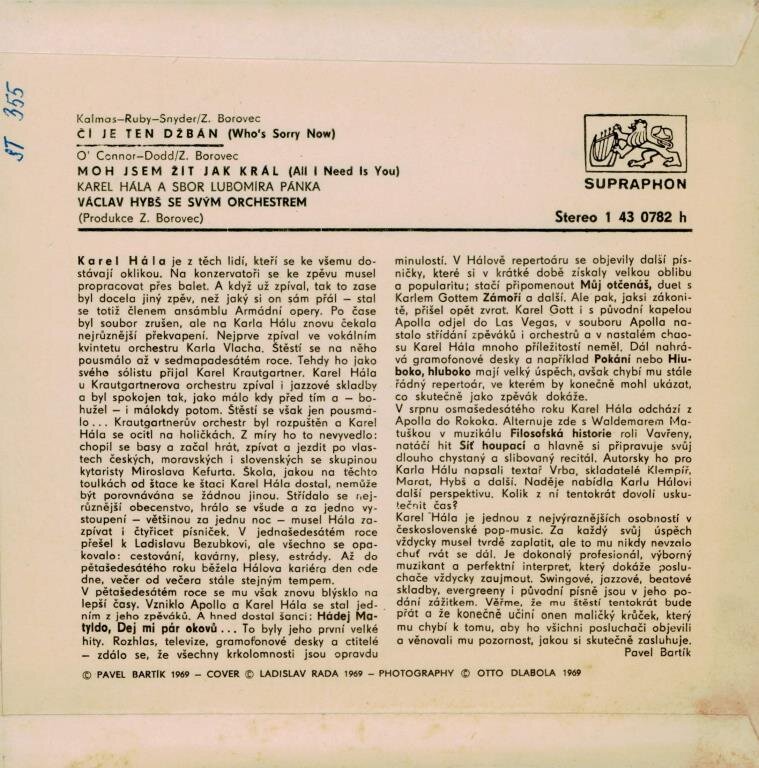 ST 355
Kalmas—Ruby—Snyder/Z. Borovec
ČÍ JE TEN DŽBÁN (Who's Sorry Now)
O' Connor—Dodd/Z. Borovec
MOH JSEM ŽÍT JAK KRÁL (All I Need Is You)
KAREL HÁLA A SBOR LUBOMÍRA PÁNKA
VÁCLAV HYBŠ SE SVÝM ORCHESTREM
(Produkce Z. Borovec)
SUPRAPHON
Stereo 1 43 0782 h
Karel Hála je z těch lidí, kteří se ke všemu do-
stávají oklikou. Na konzervatoři se ke zpěvu musel
propracovat přes balet. A když už zpíval, tak to zase
byl docela jiný zpěv, než jaký si on sám přál — stal
se totiž členem ansámblu Armádní opery. Po čase
byl soubor zrušen, ale na Karla Hálu znovu čekala
nejrůznější překvapení. Nejprve zpíval ve vokálním
kvintetu orchestru Karla Vlacha. Štěstí se na něho
pousmálo až v sedmapadesátém roce. Tehdy ho jako
svého sólistu přijal Karel Krautgartner. Karel Hála
u Krautgartnerova orchestru zpíval i jazzové skladby
a byl spokojen tak, jako málo kdy před tím a — bo-
hužel — i málokdy potom. Štěstí se však jen pousmá-
lo... Krautgartnerův orchestr byl rozpuštěn a Karel
Hála se ocitl na holičkách. Z míry ho to nevyvedlo:
chopil se basy a začal hrát, zpívat a jezdit po vlas-
tech českých, moravských i slovenských se skupinou
kytaristy Miroslava Kefurta. Škola, jakou na těchto
toulkách od štace ke štaci Karel Hála dostal, nemůže
být porovnávána se žádnou jinou. Střídalo se nej-
různější obecenstvo, hrálo se všude a za jedno vy-
stoupení — většinou za jednu noc — musel Hála za-
zpívat i čtyřicet písniček. V jednašedesátém roce
přešel k Ladislavu Bezubkovi, ale všechno se opa-
kovalo: cestování, kavárny, plesy, estrády. Až do
pětašedesátého roku běžela Hálova kariéra den ode
dne, večer od večera stále stejným tempem.
V pětašedesátém roce se mu však znovu blýsklo na
lepší časy. Vzniklo Apollo a Karel Hála se stal jed-
ním z jeho zpěváků. A hned dostal šanci: Hádej Ma-
tyldo, Dej mi pár okovů... To byly jeho první velké
hity. Rozhlas, televize, gramofonové desky a ctitelé
— zdálo se, že všechny krkolomnosti jsou opravdu
minulostí. V Hálově repertoáru se objevily další pís-
ničky, které si v krátké době získaly velkou oblibu
a popularitu; stačí připomenout Můj otčenáš, duet s
Karlem Gottem Zámoří a další. Ale pak, jaksi zákoni-
tě, přišel opět zvrat. Karel Gott i s původní kapelou
Apolla odjel do Las Vegas, v souboru Apolla na-
stalo střídání zpěváků i orchestrů a v nastalém chao-
su Karel Hála mnoho příležitostí neměl. Dál nahrá-
vá gramofonové desky a například Pokání nebo Hlu-
boko, hluboko mají velký úspěch, avšak chybí mu stále
řádný repertoár, ve kterém by konečně mohl ukázat,
co skutečně jako zpěvák dokáže.
V srpnu osmašedesátého roku Karel Hála odchází z
Apolla do Rokoka. Alternuje zde s Waldemarem Ma-
tuškou v muzikálu Filosofská historie roli Vavřeny,
natáčí hit Síť houpací a hlavně si připravuje svůj
dlouho chystaný a slibovaný recitál. Autorsky ho pro
Karla Hálu napsali textař Vrba, skladatelé Klempíř,
Marat, Hybš a další. Naděje nabídla Karlu Hálovi
další perspektivu. Kolik z ní tentokrát dovolí usku-
tečnit čas?
Karel Hála je jednou z nejvýraznějších osobností v
československé pop-music. Za každý svůj úspěch
vždycky musel tvrdě zaplatit, ale to mu nikdy nevzalo
chuť rvát se dál. Je dokonalý profesionál, výborný
muzikant a perfektní interpret, který dokáže poslu-
chače vždycky zaujmout. Swingové, jazzové, beatové
skladby, evergreeny i původní písně jsou v jeho po-
dání zážitkem. Věřme, že mu štěstí tentokrát bude
přát a že konečně učiní onen maličký krůček, který
mu chybí k tomu, aby ho všichni posluchači objevili
a věnovali mu pozornost, jakou si skutečně zasluhuje.
Pavel Bartík
© PAVEL BARTÍK 1969 — COVER © LADISLAV RADA 1969 — PHOTOGRAPHY © OTTO DLABOLA 1969